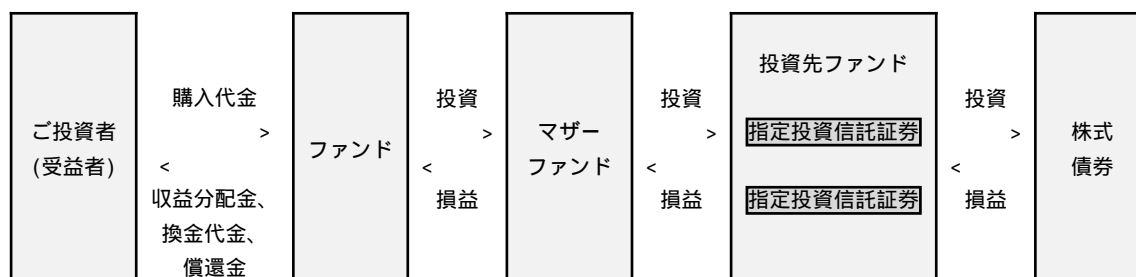 ご投資者
(受益者)
購入代金
>
<
収益分配金、
換金代金、
償還金
ファンド
投資
>
<
損益
マザー
ファンド
投資
>
<
損益
投資先ファンド
指定投資信託証券
指定投資信託証券
投資
>
<
損益
株式
債券